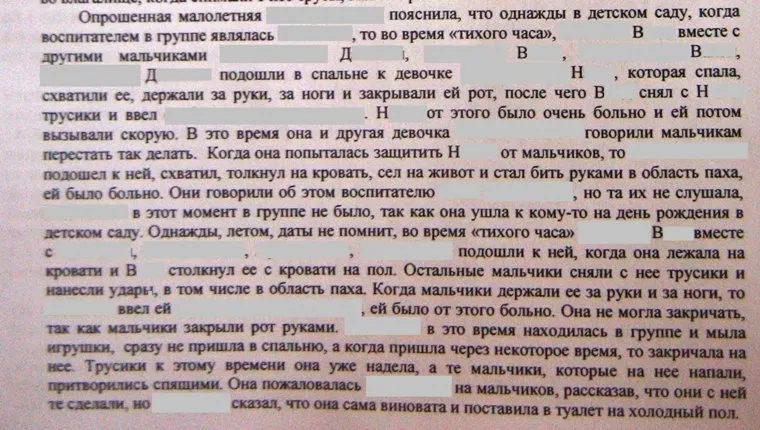 Опрошенная малолетняя пояснила, что однажды в детском саду, когда
воспитателем в группе являлась , то во время «тихого часа», В вместе с
другими мальчиками Д , В , В ,
Д подошли в спальне к девочке Н , которая спала,
схватили ее, держали за руки, за ноги и закрывали ей рот, после чего В снял с Н
трусики и ввел . Н от этого было очень больно и ей потом
вызывали скорую. В это время она и другая девочка говорили мальчикам
перестать так делать. Когда она попыталась защитить Н от мальчиков, то
подошел к ней, схватил, толкнул на кровать, сел на живот и стал бить руками в область паха,
ей было больно. Они говорили об этом воспитателю , но та их не слушала,
в этот момент в группе не было, так как она ушла к кому-то на день рождения в
детском саду. Однажды, летом, даты не помнит, во время «тихого часа» В вместе
с , , , подошли к ней, когда она лежала на
кровати и В столкнул ее с кровати на пол. Остальные мальчики сняли с нее трусики и
нанесли удары, в том числе в область паха. Когда мальчики держали ее за руки и за ноги, то
ввел ей , ей было от этого больно. Она не могла закричать,
так как мальчики закрыли рот руками. в это время находилась в группе и мыла
игрушки, сразу не пришла в спальню, а когда пришла через некоторое время, то закричала на
нее. Трусики к этому времени она уже надела, а те мальчики, которые на нее напали,
притворились спящими. Она пожаловалась на мальчиков, рассказав, что они с ней
те сделали, но сказал, что она сама виновата и поставила в туалет на холодный пол.